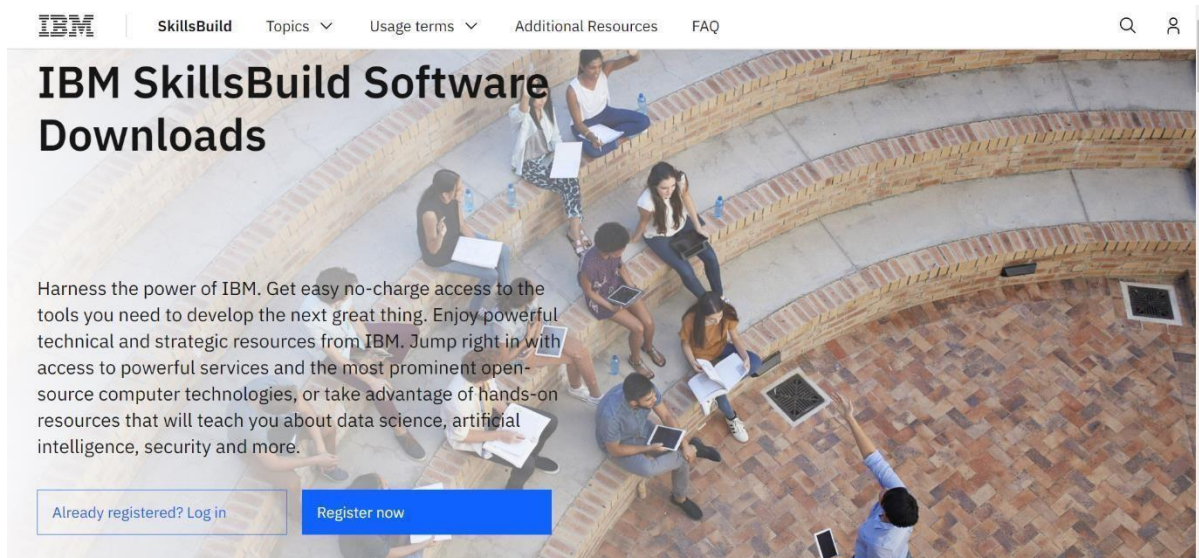 IBM SkillsBuild Topics Usage terms Additional Resources FAQ
IBM SkillsBuild Software
Downloads
Harness the power of IBM. Get easy no-charge access to the
tools you need to develop the next great thing. Enjoy powerful
technical and strategic resources from IBM. Jump right in with
access to powerful services and the most prominent open-
source computer technologies, or take advantage of hands-on
resources that will teach you about data science, artificial
intelligence, security and more.
Already registered? Log in Register now